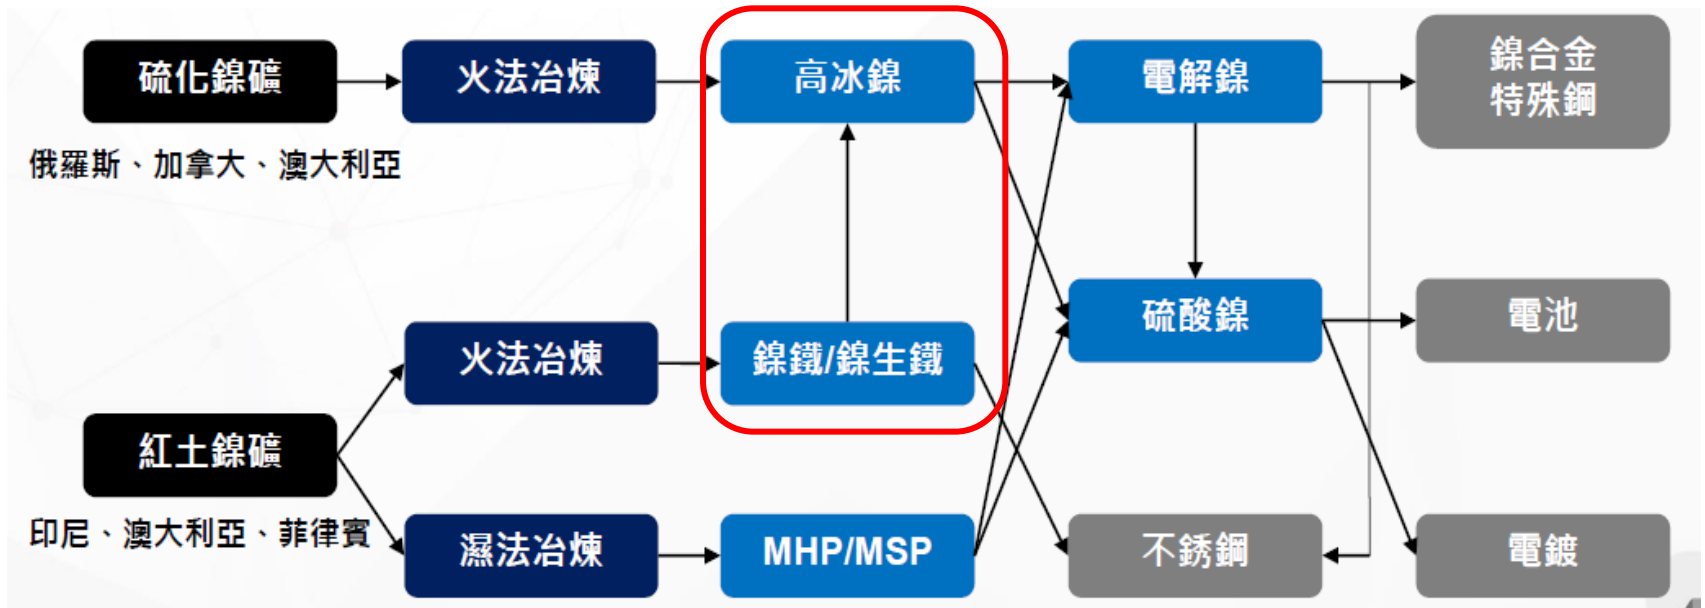 硫化鎳礦
火法冶煉
高冰鎳
電解鎳
鎳合金
特殊鋼
俄羅斯、加拿大、澳大利亞
硫酸鎳
電池
火法冶煉
鎳鐵/鎳生鐵
紅土鎳礦
印尼、澳大利亞、菲律賓
濕法冶煉
MHP/MSP
不銹鋼
電鍍